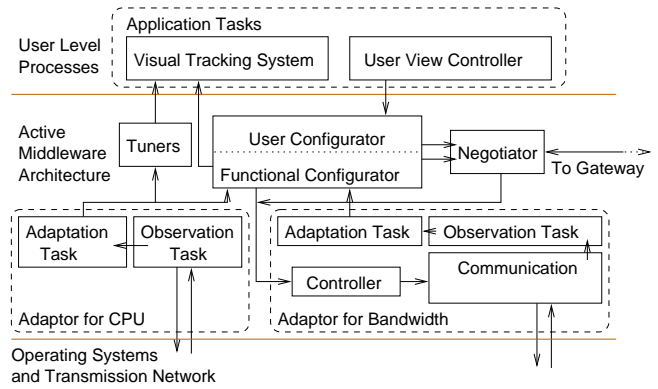 Application Tasks
User Level
Processes
Visual Tracking System
User View Controller
Active
Middleware
Architecture
Tuners
User Configurator
Functional Configurator
Negotiator
To Gateway
Adaptation
Task
Observation
Task
Adaptor for CPU
Adaptation Task
Observation Task
Controller
Communication
Adaptor for Bandwidth
Operating Systems
and Transmission Network